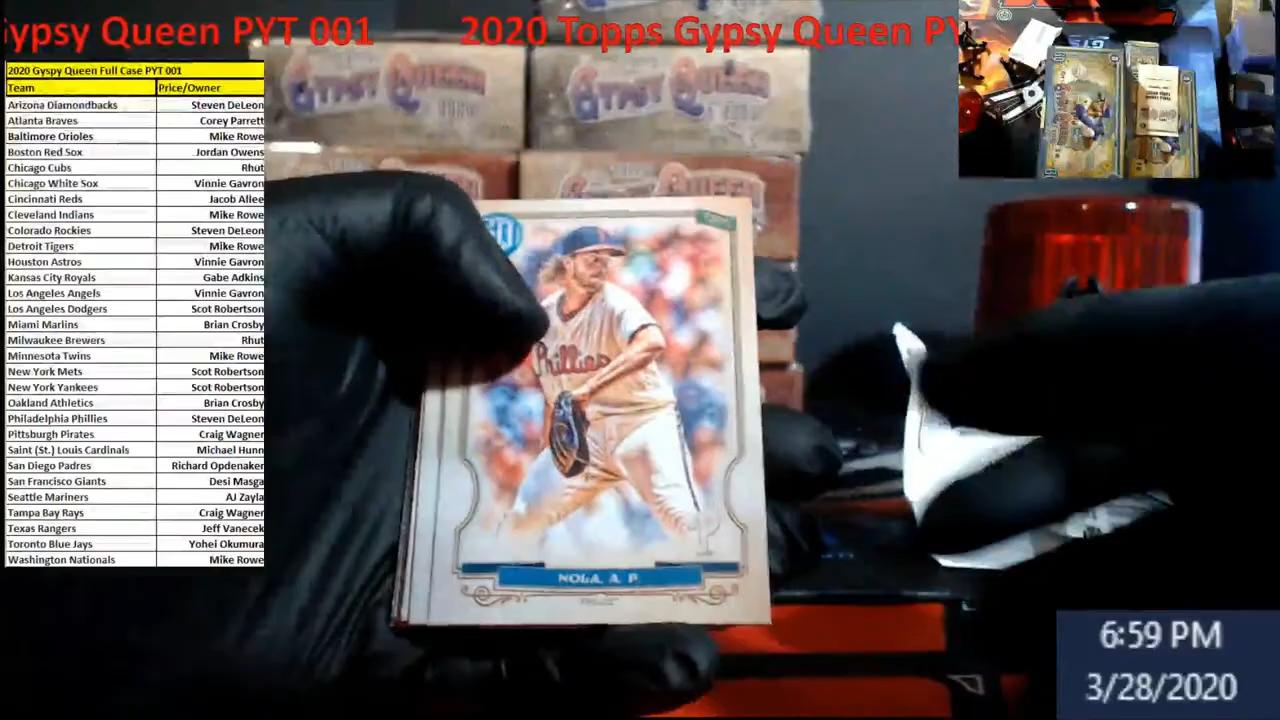 Gypsy Queen PYT 001 2020 Topps Gypsy Queen PY
2020 Gyspy Queen Full Case PYT 001
Team Price/Owner
Arizona Diamondbacks Steven DeLeon
Atlanta Braves Corey Parrett
Baltimore Orioles Mike Rowe
Boston Red Sox Jordan Owens
Chicago Cubs Rhut
Chicago White Sox Vinnie Gavron
Cincinnati Reds Jacob Allee
Cleveland Indians Mike Rowe
Colorado Rockies Steven DeLeon
Detroit Tigers Mike Rowe
Houston Astros Vinnie Gavron
Kansas City Royals Gabe Adkins
Los Angeles Angels Vinnie Gavron
Los Angeles Dodgers Scot Robertson
Miami Marlins Brian Crosby
Milwaukee Brewers Rhut
Minnesota Twins Mike Rowe
New York Mets Scot Robertson
New York Yankees Scot Robertson
Oakland Athletics Brian Crosby
Philadelphia Phillies Steven DeLeon
Pittsburgh Pirates Craig Wagner
Saint (St.) Louis Cardinals Michael Hunn
San Diego Padres Richard Opdenaker
San Francisco Giants Desi Masga
Seattle Mariners AJ Zayla
Tampa Bay Rays Craig Wagner
Texas Rangers Jeff Vanecek
Toronto Blue Jays Yohei Okumura
Washington Nationals Mike Rowe
GYPSY QUEEN
GYPSY QUEEN
QUEEN
GQ
Phillies
NOLA, A. P.
6:59 PM
3/28/2020